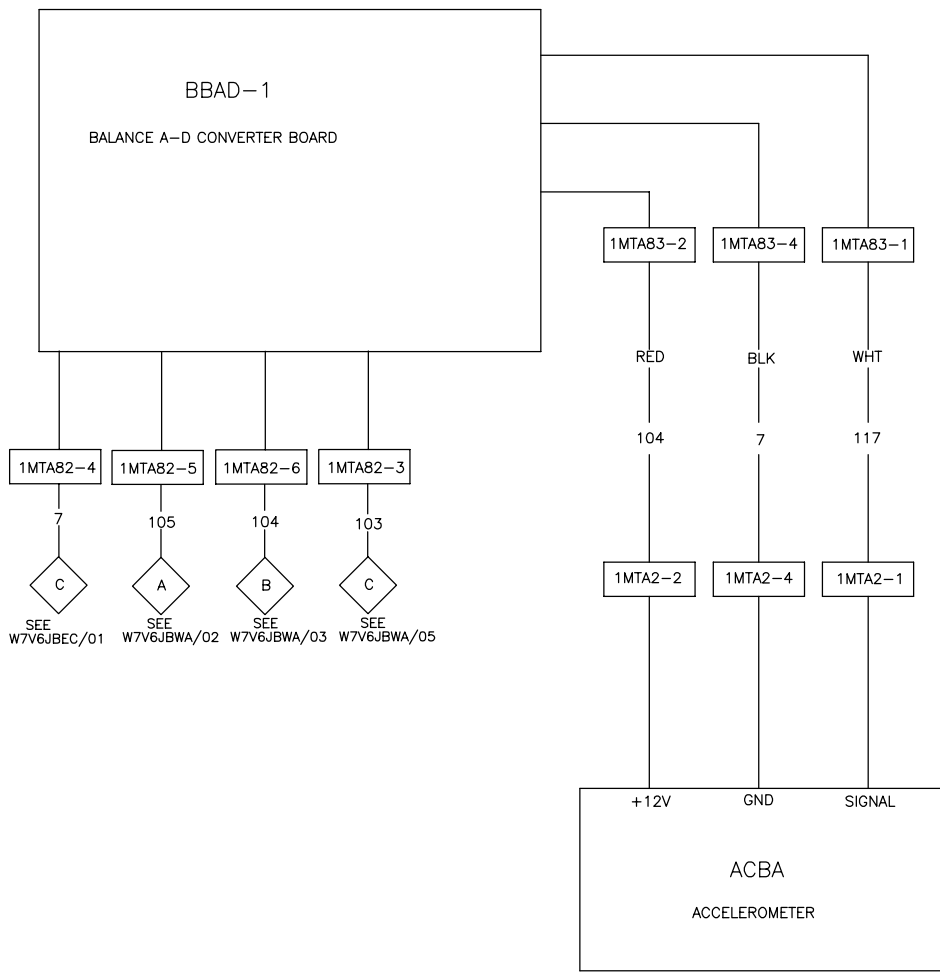 BBAD-1
BALANCE A-D CONVERTER BOARD
1MTA83-2
1MTA83-4
1MTA83-1
RED
BLK
WHT
104
7
117
1MTA82-4
1MTA82-5
1MTA82-6
1MTA82-3
7
105
104
103
C
A
B
C
SEE
W7V6JBEC/01
SEE
W7V6JBWA/02
SEE
W7V6JBWA/03
SEE
W7V6JBWA/05
1MTA2-2
1MTA2-4
1MTA2-1
+12V
GND
SIGNAL
ACBA
ACCELEROMETER